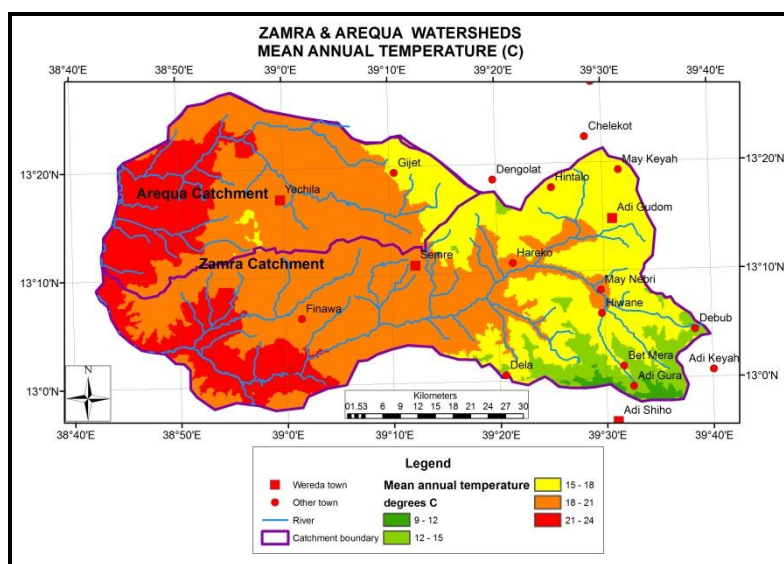 ZAMRA & AREQUA WATERSHEDS
MEAN ANNUAL TEMPERATURE (C)
38°40'E 38°50'E 39°0'E 39°10'E 39°20'E 39°30'E 39°40'E
Chelekot
13°20'N 13°20'N
Gijet Dengolat Hintalo May Keyah
Arequa Catchment Yechila
Adi Gudom
Zamra Catchment Semre Hareko
13°10'N 13°10'N
May Nebri
Finawa Hiwane
Debub
Dela Bet Mera Adi Keyah
13°0'N 13°0'N
Adi Gura
N
Kilometers
01.53 6 9 12 15 18 21 24 27 30
Adi Shiho
38°40'E 38°50'E 39°0'E 39°10'E 39°20'E 39°30'E 39°40'E
Legend
Wereda town
Other town
River
Catchment boundary
Mean annual temperature
degrees C
9 - 12
12 - 15
15 - 18
18 - 21
21 - 24